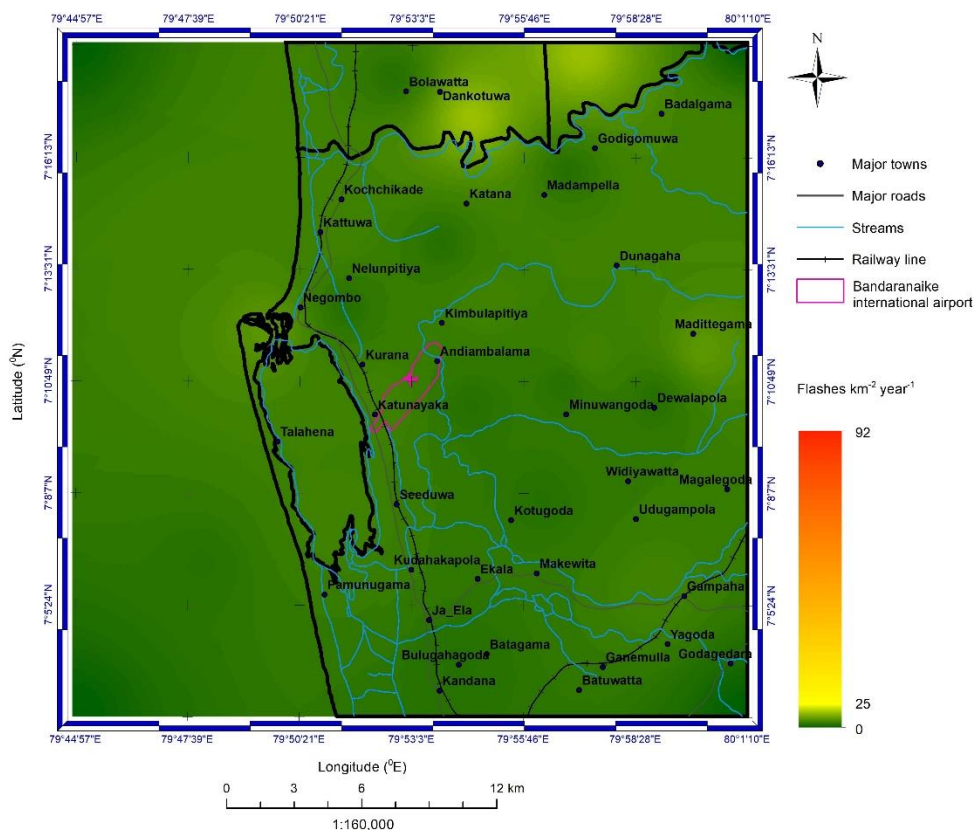 79°44'57"E 79°47'39"E 79°50'21"E 79°53'3"E 79°55'46"E 79°58'28"E 80°1'10"E
N
Bolawatta
Dankotuwa
Badalgama
Godigomuwa
7°16'13"N 7°16'13"N
Major towns
Kochchikade
Katana
Madampella
Major roads
Kattuwa
Streams
Dunagaha
Railway line
7°13'31"N 7°13'31"N
Nelunpitiya
Bandaranaike
international airport
Negombo
Kimbulapitiya
Madittegama
Kurana
Andiambalama
Latitude (⁰N)
7°10'49"N 7°10'49"N
Flashes km⁻² year⁻¹
Katunayaka
Minuwangoda
Dewalapola
Talahena
92
Widiyawatta
Magalegoda
7°8'7"N 7°8'7"N
Seeduwa
Kotugoda
Udugampola
Kudahakapola
Ekala
Makewita
Pamunugama
Gampaha
7°5'24"N 7°5'24"N
Ja_Ela
Yagoda
Bulugahagoda
Batagama
Ganemulla
Godagedara
Kandana
Batuwatta
25
0
79°44'57"E 79°47'39"E 79°50'21"E 79°53'3"E 79°55'46"E 79°58'28"E 80°1'10"E
Longitude (⁰E)
0 3 6 9 12 km
1:160,000